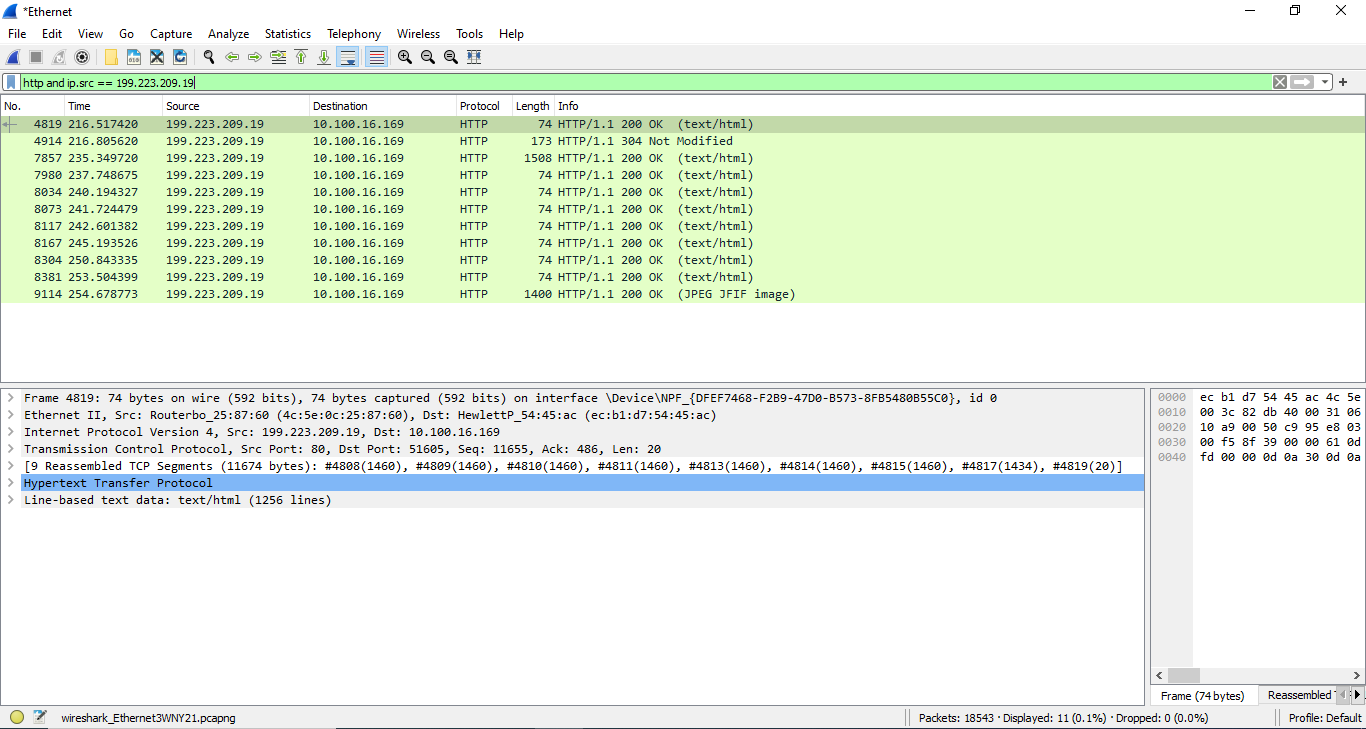 *Ethernet
File Edit View Go Capture Analyze Statistics Telephony Wireless Tools Help
http and ip.src == 199.223.209.19
No. Time Source Destination Protocol Length Info
4819 216.517420 199.223.209.19 10.100.16.169 HTTP 74 HTTP/1.1 200 OK (text/html)
4914 216.805620 199.223.209.19 10.100.16.169 HTTP 173 HTTP/1.1 304 Not Modified
7857 235.349720 199.223.209.19 10.100.16.169 HTTP 1508 HTTP/1.1 200 OK (text/html)
7980 237.748675 199.223.209.19 10.100.16.169 HTTP 74 HTTP/1.1 200 OK (text/html)
8034 240.194327 199.223.209.19 10.100.16.169 HTTP 74 HTTP/1.1 200 OK (text/html)
8073 241.724479 199.223.209.19 10.100.16.169 HTTP 74 HTTP/1.1 200 OK (text/html)
8117 242.601382 199.223.209.19 10.100.16.169 HTTP 74 HTTP/1.1 200 OK (text/html)
8167 245.193526 199.223.209.19 10.100.16.169 HTTP 74 HTTP/1.1 200 OK (text/html)
8304 250.843335 199.223.209.19 10.100.16.169 HTTP 74 HTTP/1.1 200 OK (text/html)
8381 253.504399 199.223.209.19 10.100.16.169 HTTP 74 HTTP/1.1 200 OK (text/html)
9114 254.678773 199.223.209.19 10.100.16.169 HTTP 1400 HTTP/1.1 200 OK (JPEG JFIF image)
Frame 4819: 74 bytes on wire (592 bits), 74 bytes captured (592 bits) on interface \Device\NPF_{DFEF7468-F2B9-47D0-B573-8FB5480B55C0}, id 0
Ethernet II, Src: Routerbo_25:87:60 (4c:5e:0c:25:87:60), Dst: HewlettP_54:45:ac (ec:b1:d7:54:45:ac)
Internet Protocol Version 4, Src: 199.223.209.19, Dst: 10.100.16.169
Transmission Control Protocol, Src Port: 80, Dst Port: 51605, Seq: 11655, Ack: 486, Len: 20
[9 Reassembled TCP Segments (11674 bytes): #4808(1460), #4809(1460), #4810(1460), #4811(1460), #4813(1460), #4814(1460), #4815(1460), #4817(1434), #4819(20)]
Hypertext Transfer Protocol
Line-based text data: text/html (1256 lines)
0000 ec b1 d7 54 45 ac 4c 5e
0010 00 3c 82 db 40 00 31 06
0020 10 a9 00 50 c9 95 e8 03
0030 00 f5 8f 39 00 00 61 0d
0040 fd 00 00 0d 0a 30 0d 0a
Frame (74 bytes) Reassembled
wireshark_Ethernet3WNY21.pcapng Packets: 18543 · Displayed: 11 (0.1%) · Dropped: 0 (0.0%) Profile: Default